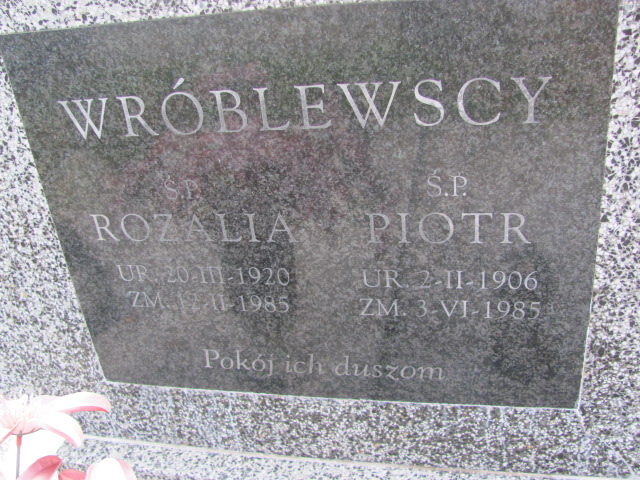 WRÓBLEWSCY
Ś.P. Ś.P.
ROZALIA PIOTR
UR. 20-III-1920 UR. 2-II-1906
ZM. 12-II-1985 ZM. 3-VI-1985
Pokój ich duszom